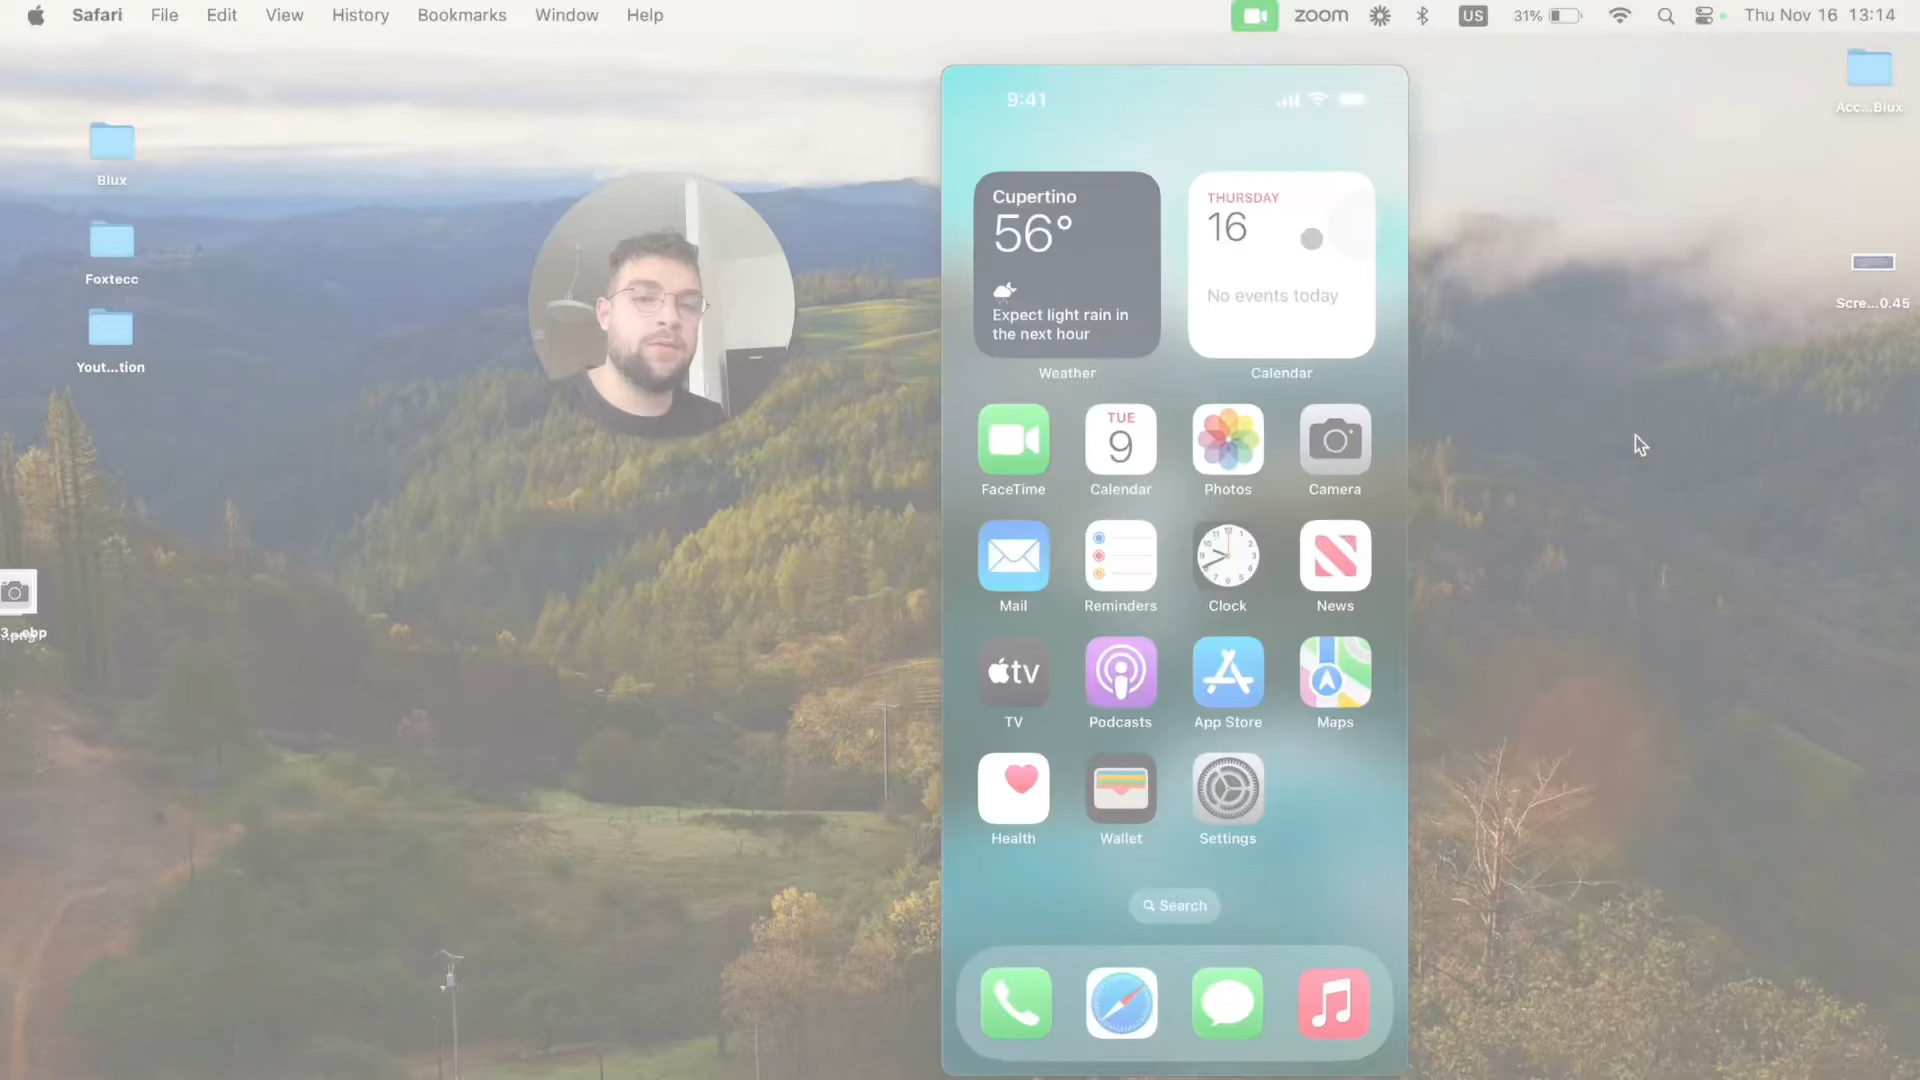 Safari File Edit View History Bookmarks Window Help zoom US 31% Thu Nov 16 13:14
Blux
Foxtecc
Yout...tion
Acc...Blux
Scre...0.45
9:41
Cupertino
56°
Expect light rain in
the next hour
Weather
THURSDAY
16
No events today
Calendar
TUE
9
FaceTime Calendar Photos Camera
Mail Reminders Clock News
tv
TV Podcasts App Store Maps
Health Wallet Settings
Search